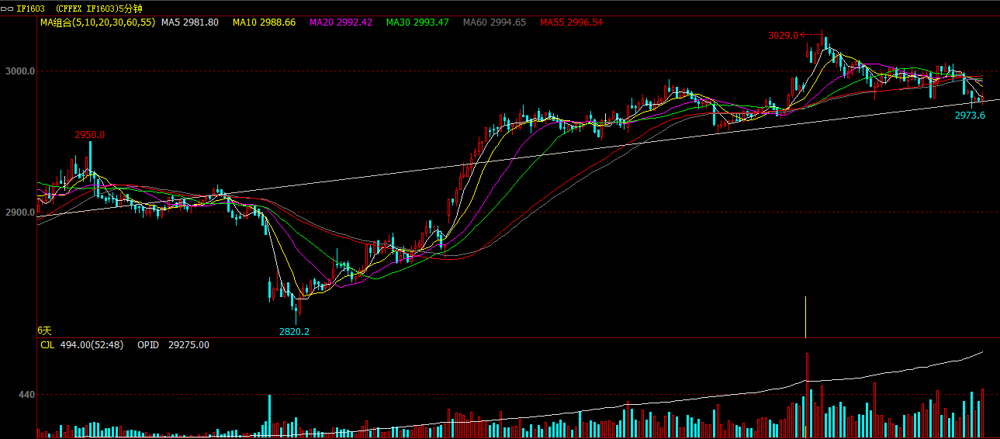 IF1603 (CFFEX IF1603)5分钟
MA组合(5,10,20,30,60,55) MA5 2981.80 MA10 2988.66 MA20 2992.42 MA30 2993.47 MA60 2994.65 MA55 2996.54
3029.0
3000.0
2973.6
2950.0
2900.0
6天
2820.2
CJL 494.00(52:48) OPID 29275.00
440